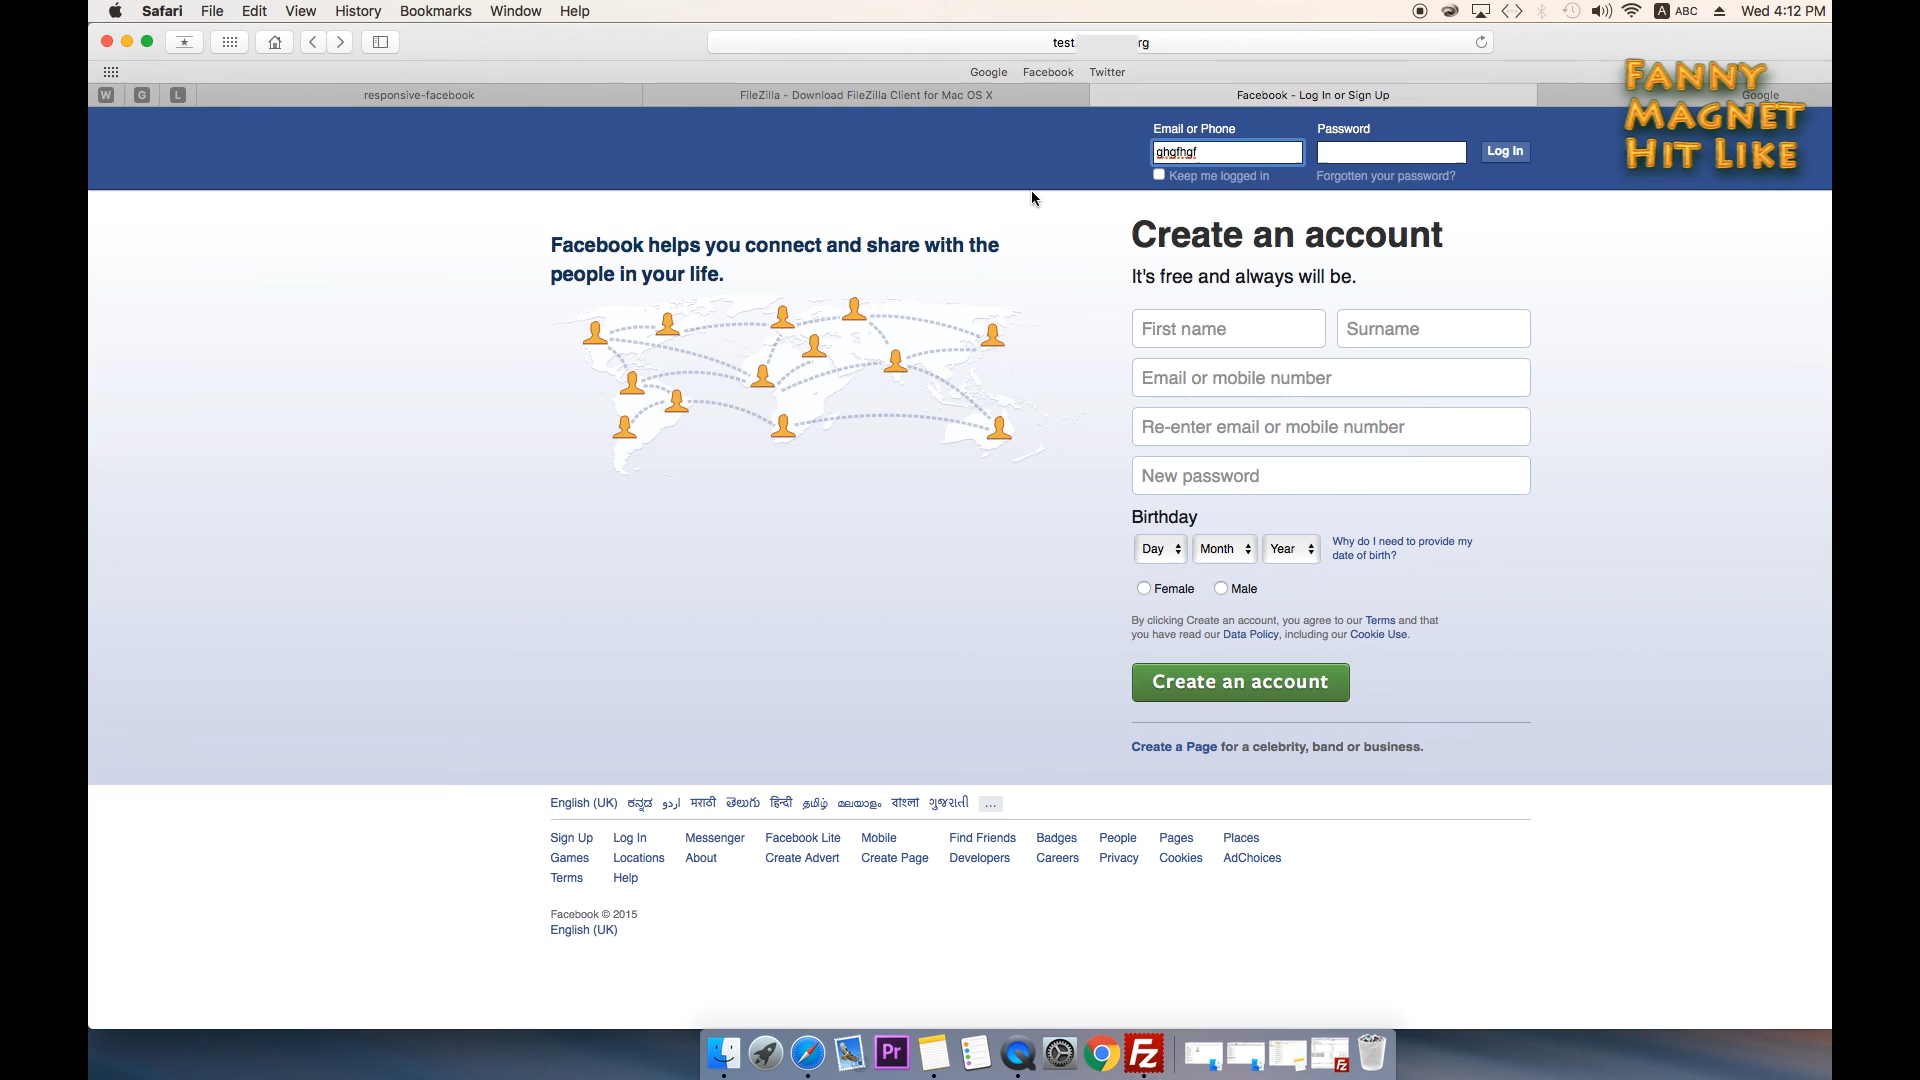 Safari File Edit View History Bookmarks Window Help
ABC Wed 4:12 PM
test rg
Google Facebook Twitter
W G L responsive-facebook FileZilla - Download FileZilla Client for Mac OS X Facebook - Log In or Sign Up Google
FANNY
MAGNET
HIT LIKE
Email or Phone Password
ghgfhgf Log In
Keep me logged in Forgotten your password?
Facebook helps you connect and share with the
people in your life.
Create an account
It's free and always will be.
First name Surname
Email or mobile number
Re-enter email or mobile number
New password
Birthday
Day Month Year
Why do I need to provide my
date of birth?
Female Male
By clicking Create an account, you agree to our Terms and that
you have read our Data Policy, including our Cookie Use.
Create an account
Create a Page for a celebrity, band or business.
English (UK) ಕನ್ನಡ اردو मराठी తెలుగు हिन्दी தமிழ் മലയാളം বাংলা ગુજરાતી ...
Sign Up Log In Messenger Facebook Lite Mobile Find Friends Badges People Pages Places
Games Locations About Create Advert Create Page Developers Careers Privacy Cookies AdChoices
Terms Help
Facebook © 2015
English (UK)
Pr Fz